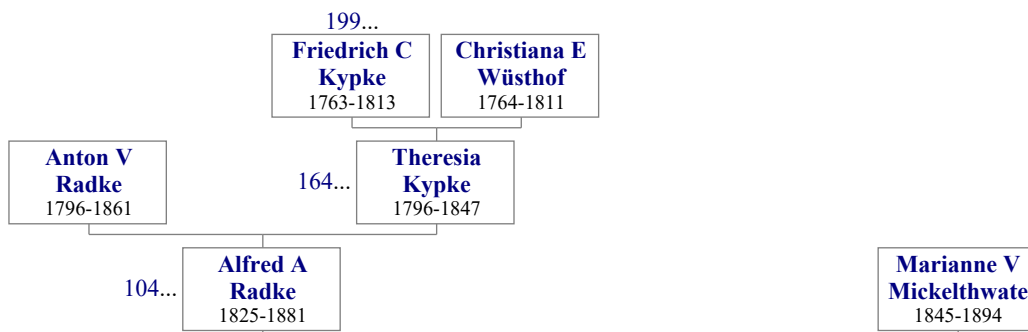 199...
Friedrich C
Kypke
1763-1813
Christiana E
Wüsthof
1764-1811
Anton V
Radke
1796-1861
164...
Theresia
Kypke
1796-1847
104...
Alfred A
Radke
1825-1881
Marianne V
Mickelthwate
1845-1894